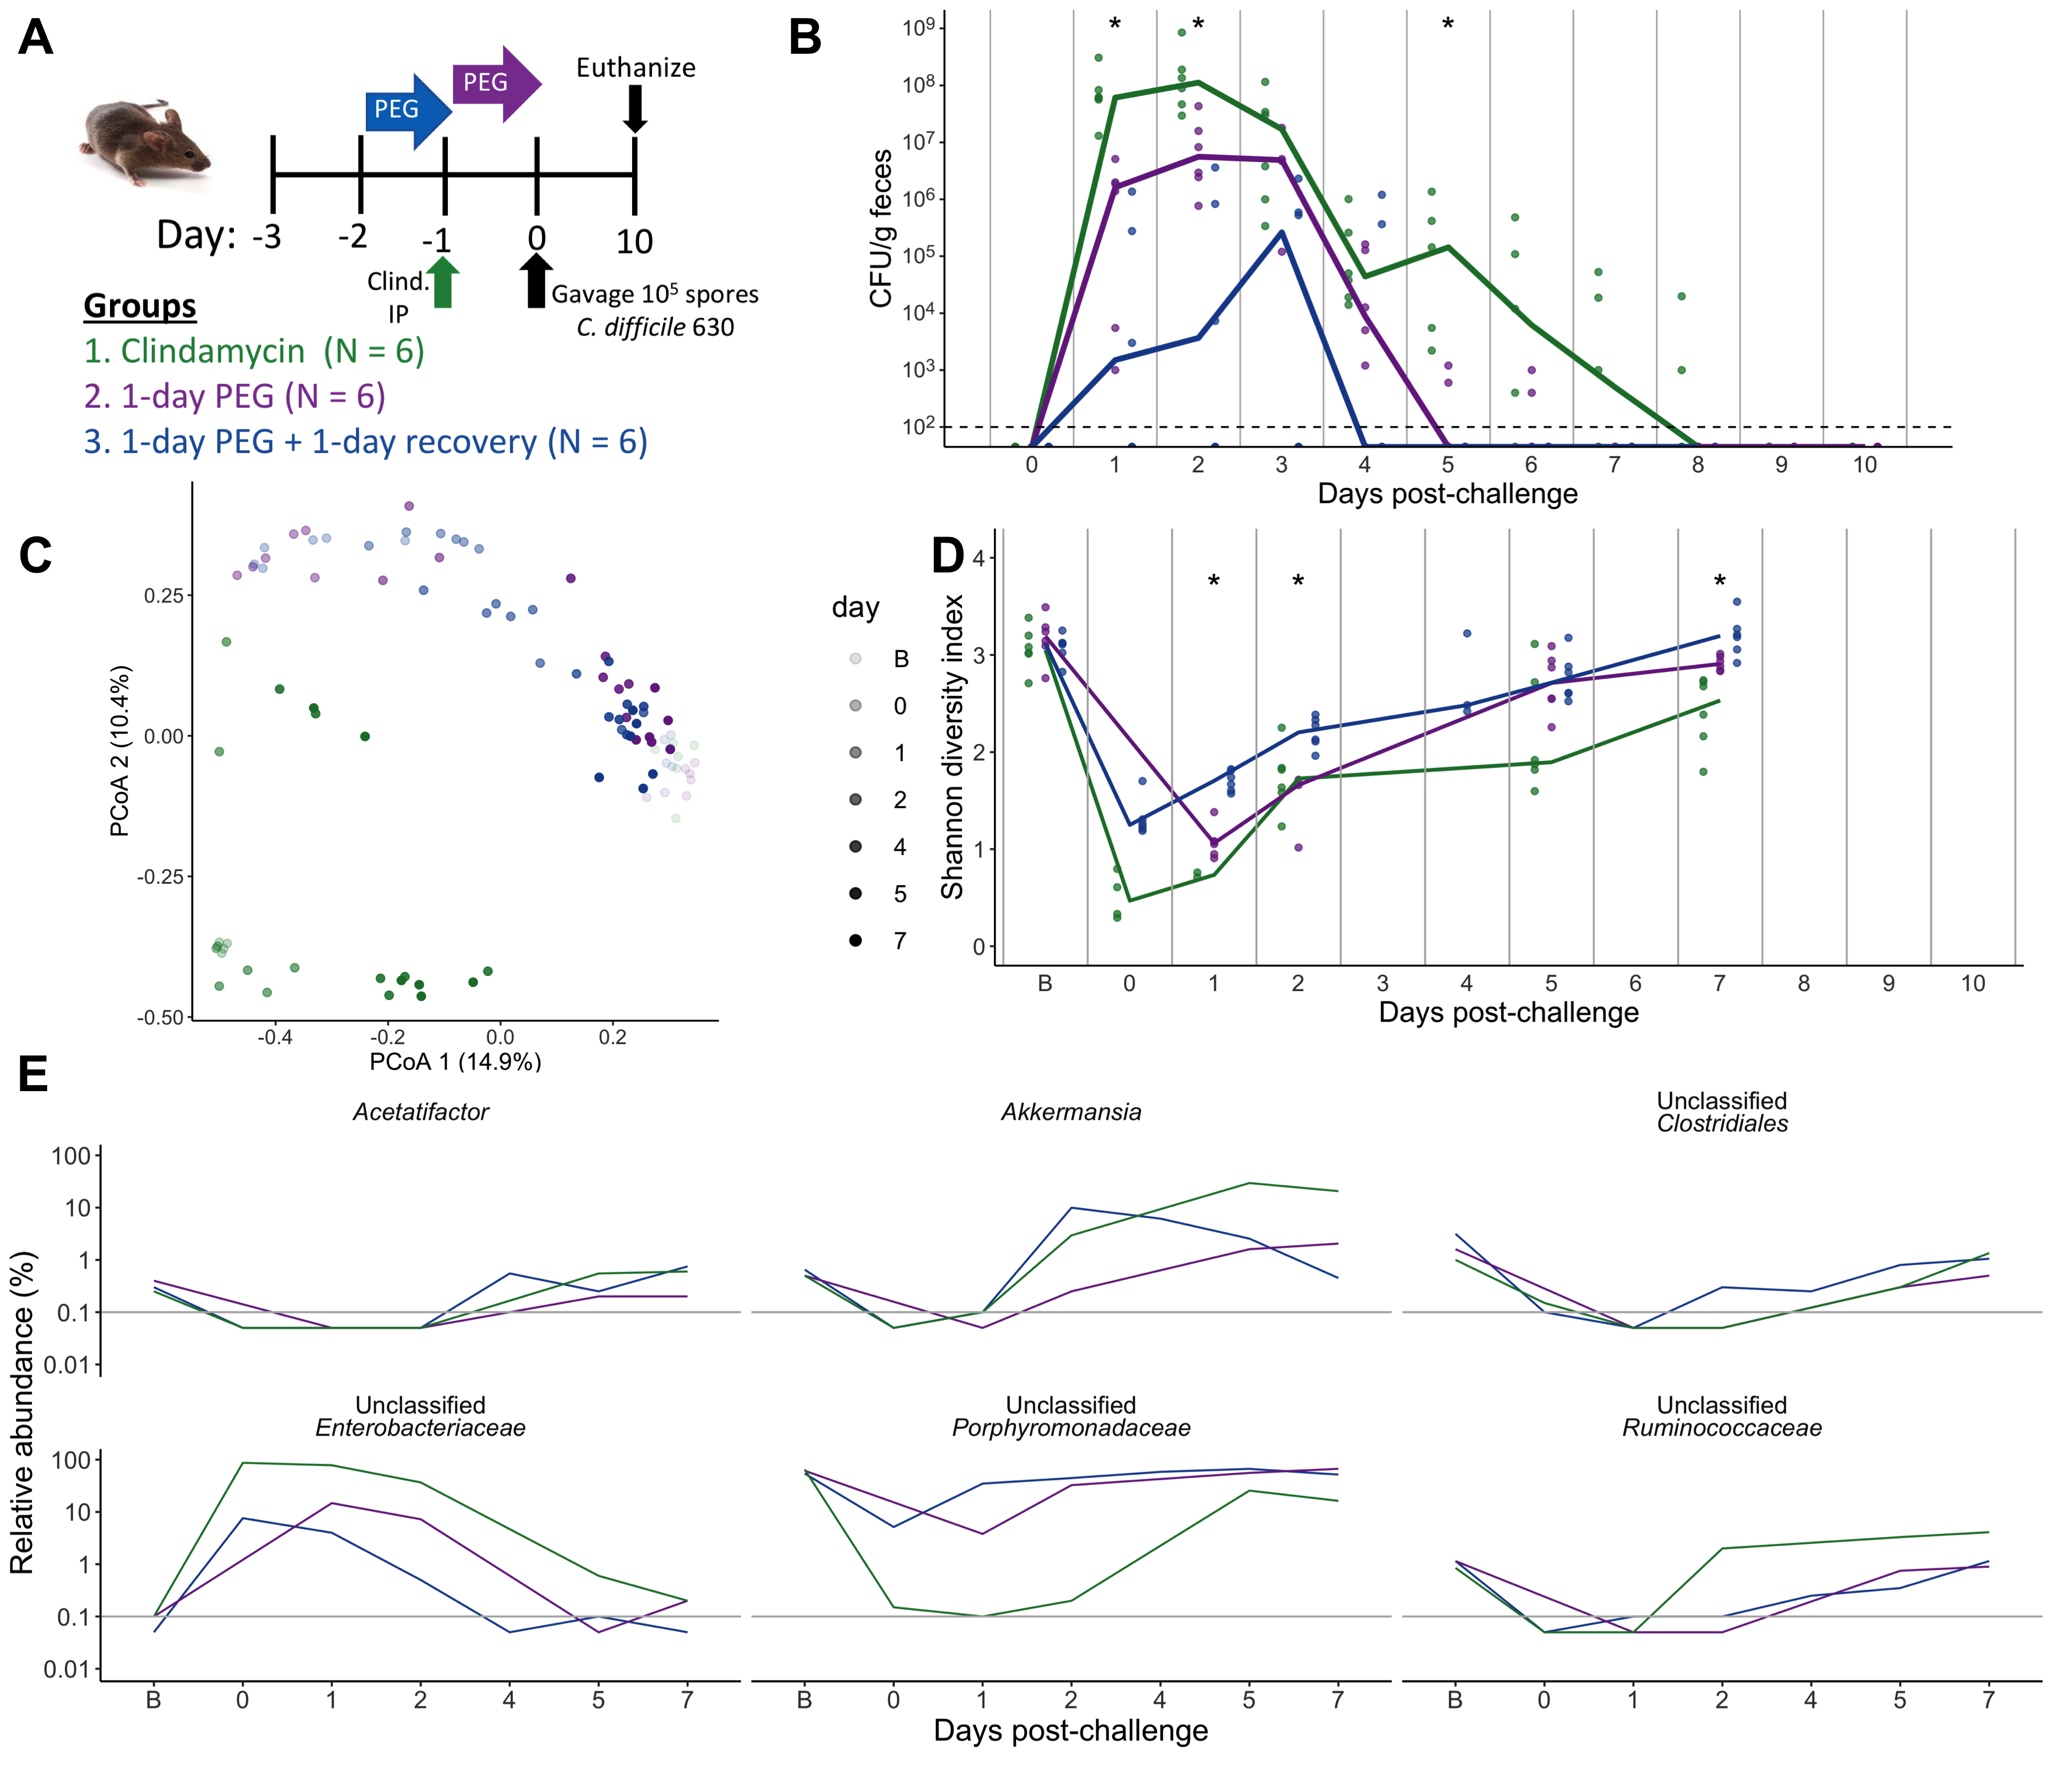 A
PEG
PEG
Euthanize
Day: -3 -2 -1 0 10
Clind.
IP
Gavage 10⁵ spores
C. difficile 630
Groups
1. Clindamycin (N = 6)
2. 1-day PEG (N = 6)
3. 1-day PEG + 1-day recovery (N = 6)
B
CFU/g feces
10⁹
10⁸
10⁷
10⁶
10⁵
10⁴
10³
10²
* * *
0 1 2 3 4 5 6 7 8 9 10
Days post-challenge
C
PCoA 2 (10.4%)
0.25
0.00
-0.25
-0.50
-0.4 -0.2 0.0 0.2
PCoA 1 (14.9%)
day
B
0
1
2
4
5
7
D
Shannon diversity index
4
3
2
1
0
* * *
B 0 1 2 3 4 5 6 7 8 9 10
Days post-challenge
E
Relative abundance (%)
Acetatifactor
Akkermansia
Unclassified
Clostridiales
100
10
1
0.1
0.01
Unclassified
Enterobacteriaceae
Unclassified
Porphyromonadaceae
Unclassified
Ruminococcaceae
100
10
1
0.1
0.01
B 0 1 2 4 5 7
B 0 1 2 4 5 7
B 0 1 2 4 5 7
Days post-challenge